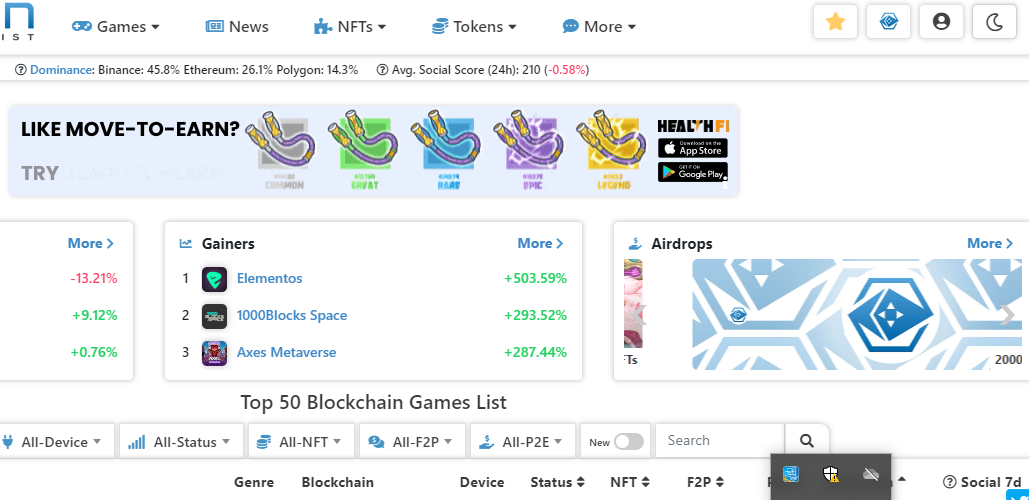 IST
Games
News
NFTs
Tokens
More
Dominance: Binance: 45.8% Ethereum: 26.1% Polygon: 14.3%
Avg. Social Score (24h): 210 (-0.58%)
LIKE MOVE-TO-EARN?
TRY
COMMON
GREAT
RARE
EPIC
LEGEND
HEALTHFI
Download on the
App Store
GET IT ON
Google Play
More
-13.21%
+9.12%
+0.76%
Gainers
More
1 Elementos +503.59%
2 1000Blocks Space +293.52%
3 Axes Metaverse +287.44%
Airdrops
More
FTs
2000
Top 50 Blockchain Games List
All-Device
All-Status
All-NFT
All-F2P
All-P2E
New
Search
Genre Blockchain Device Status NFT F2P Social 7d